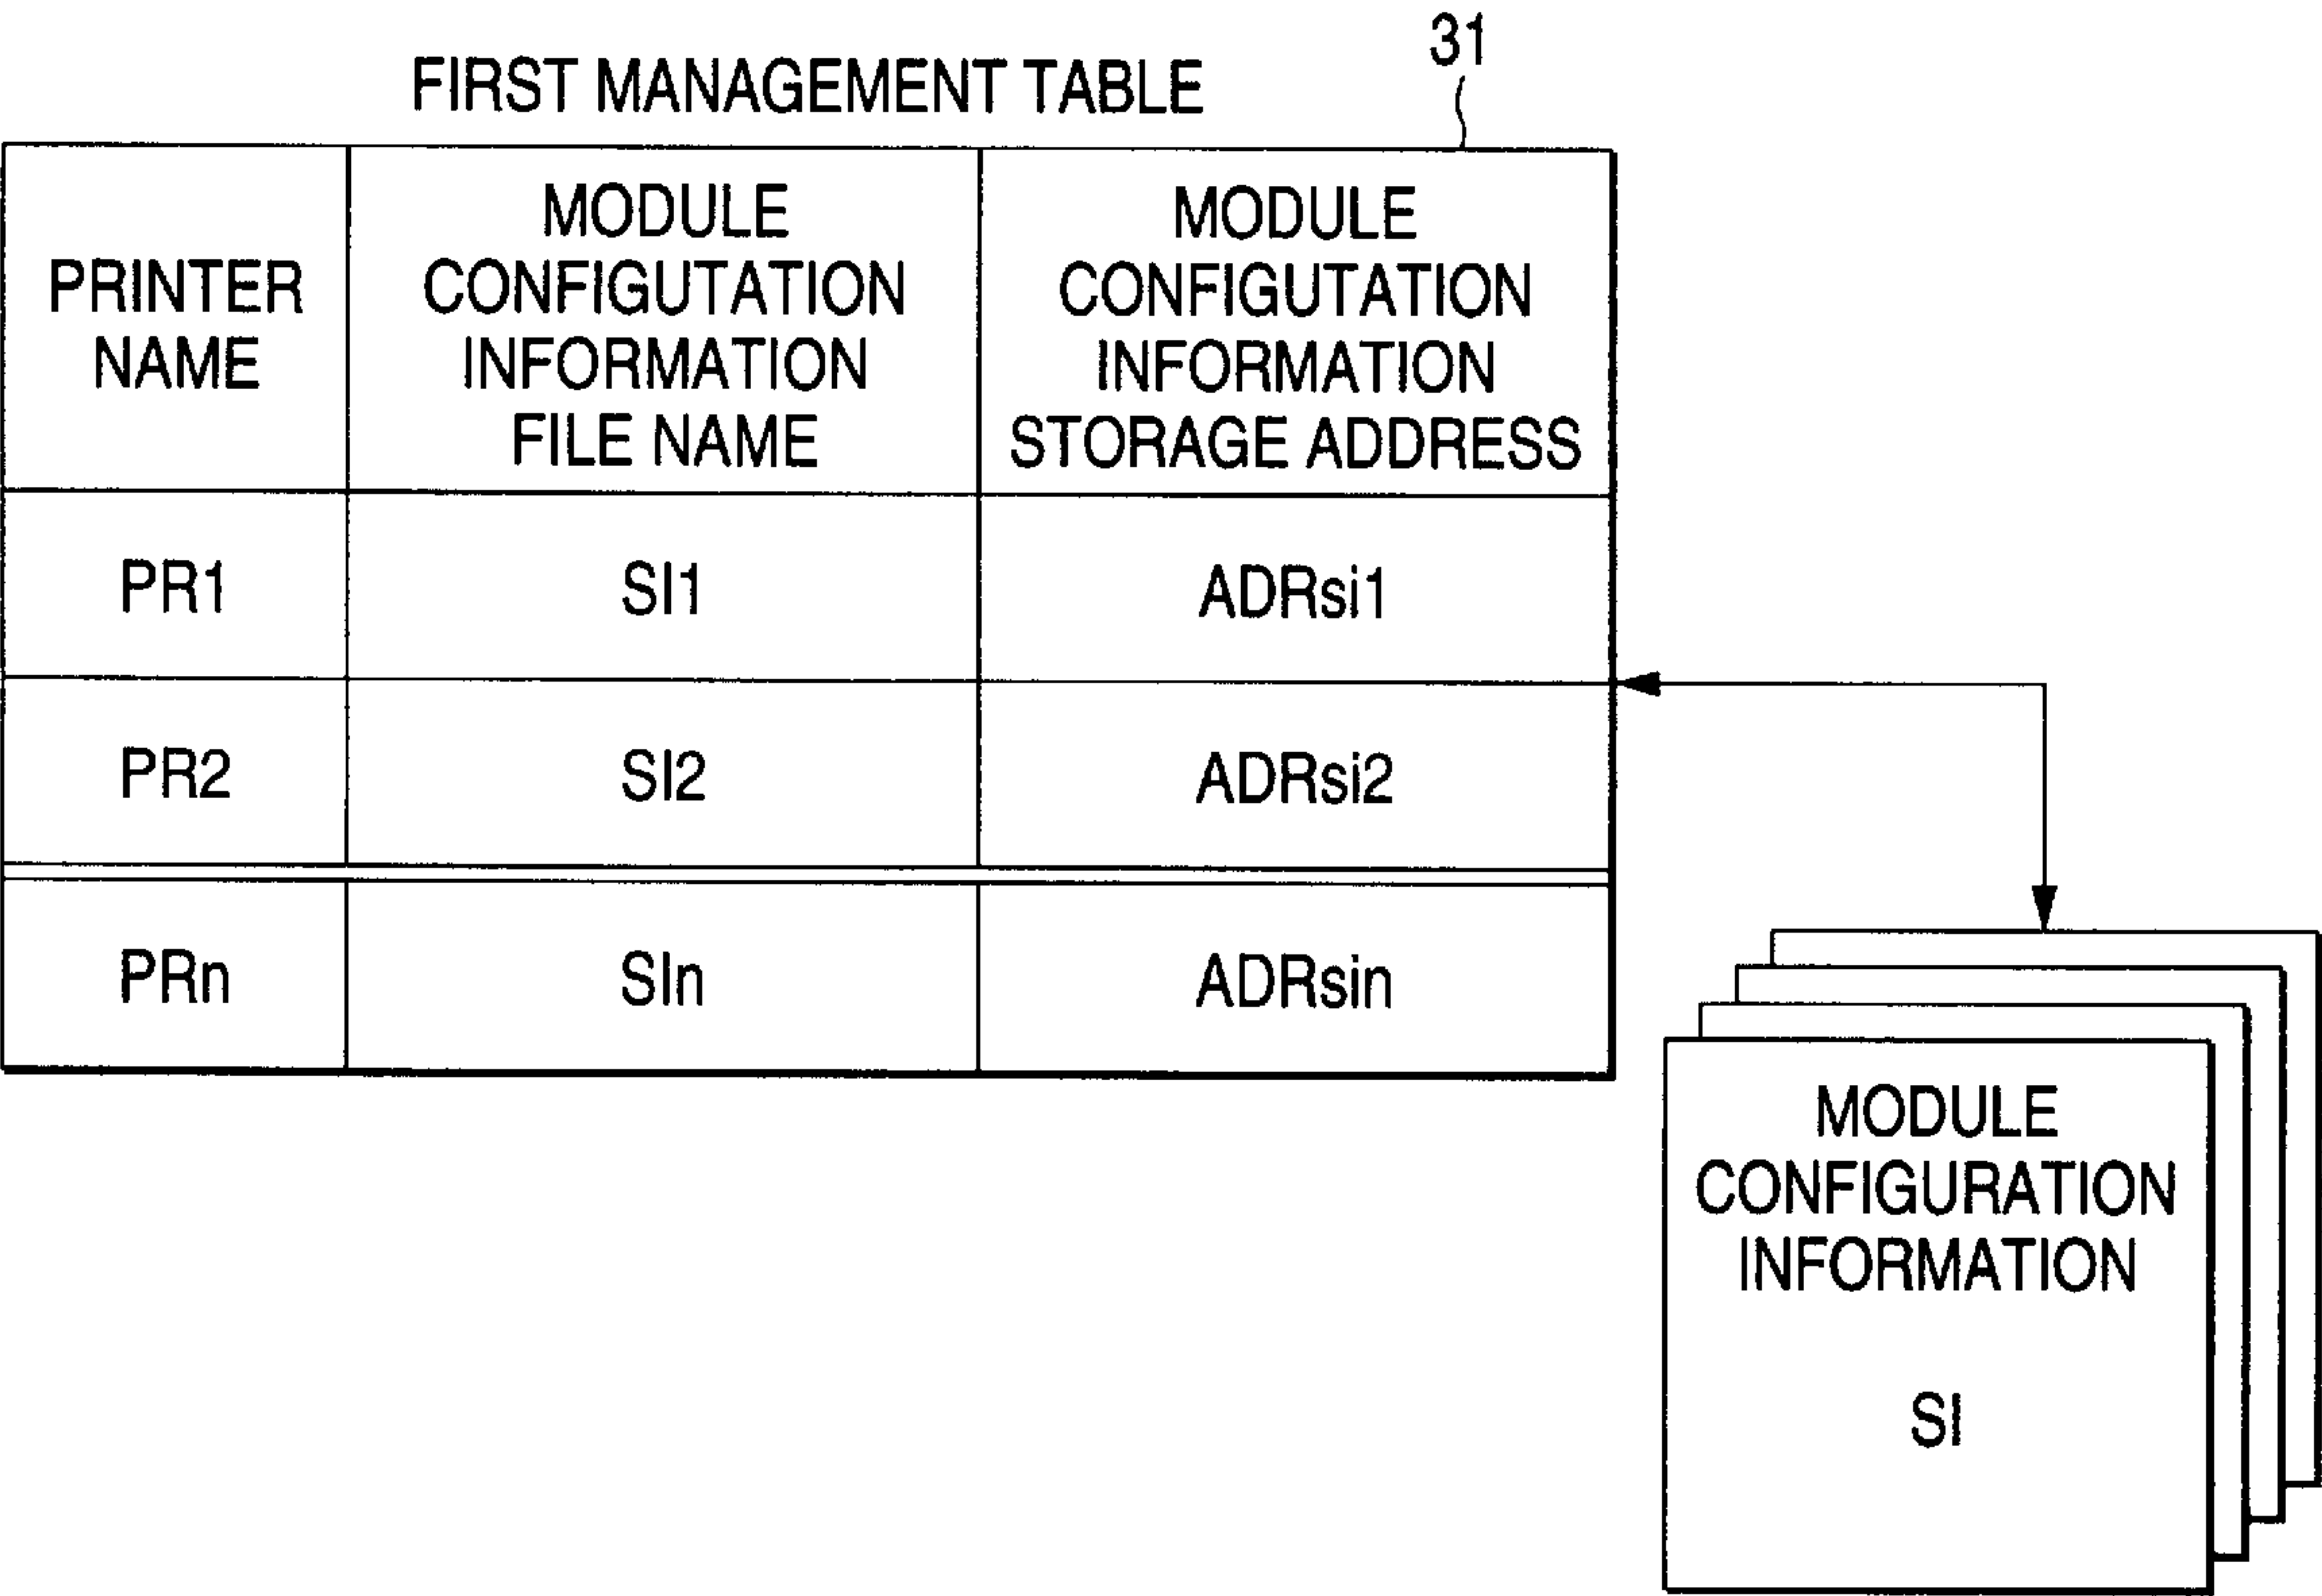 31
FIRST MANAGEMENT TABLE
PRINTER
NAME
MODULE
CONFIGUTATION
INFORMATION
FILE NAME
MODULE
CONFIGUTATION
INFORMATION
STORAGE ADDRESS
PR1
SI1
ADRsi1
PR2
SI2
ADRsi2
PRn
SIn
ADRsin
MODULE
CONFIGURATION
INFORMATION
SI